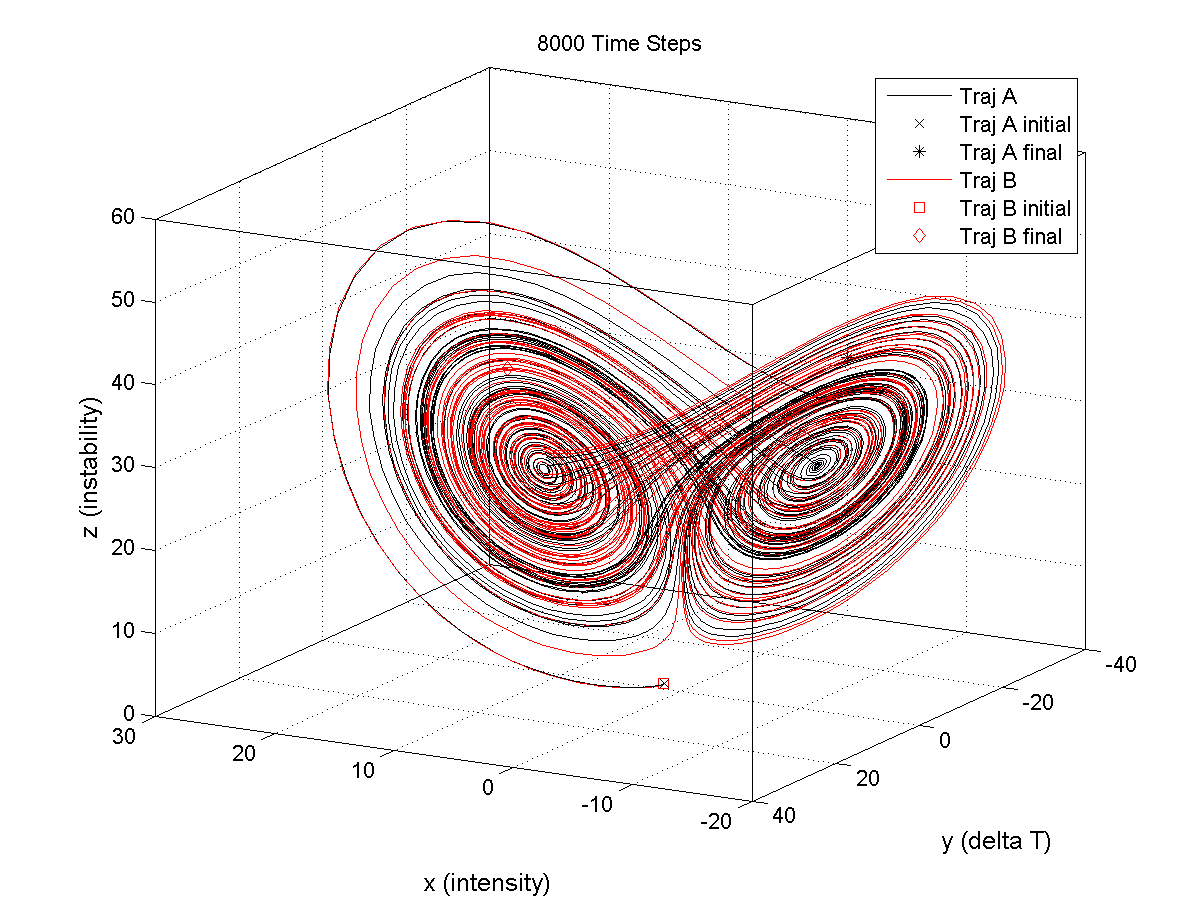 8000 Time Steps
Traj A
Traj A initial
Traj A final
Traj B
Traj B initial
Traj B final
60
50
40
30
20
10
0
z (instability)
30
20
10
0
-10
-20
x (intensity)
40
20
0
-20
-40
y (delta T)